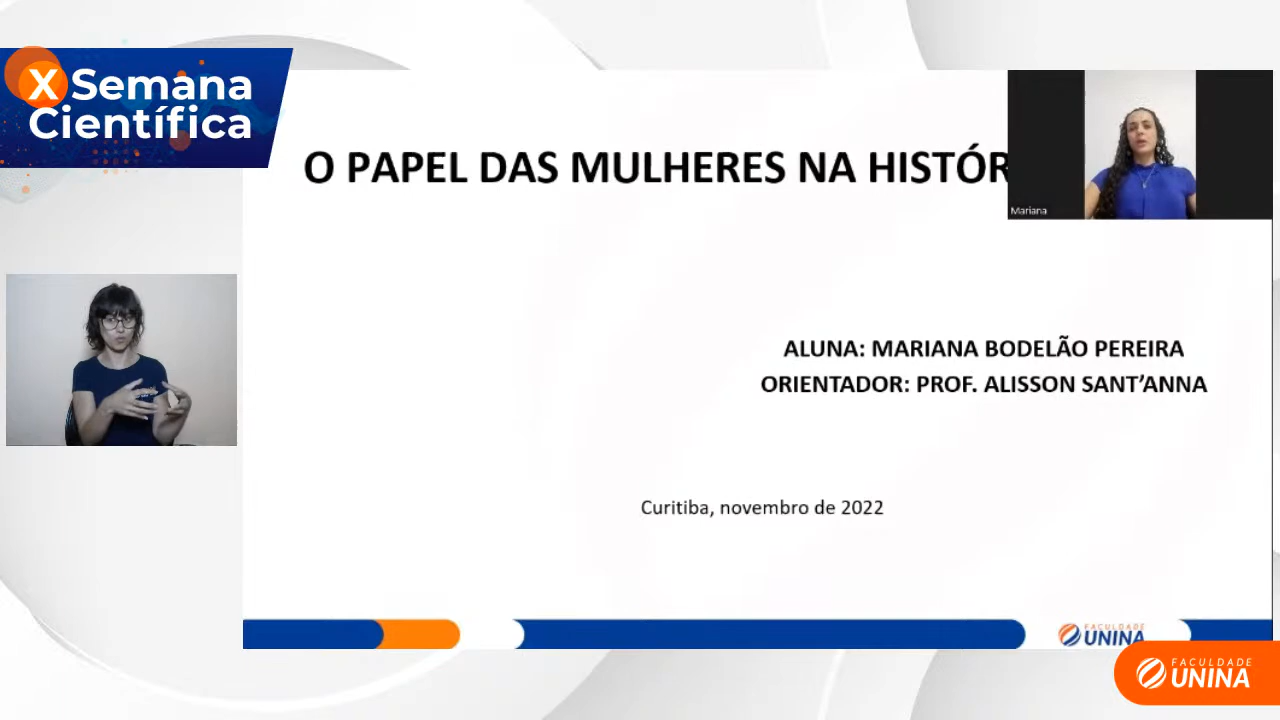 X Semana
Científica
O PAPEL DAS MULHERES NA HISTÓR
Mariana
ALUNA: MARIANA BODELÃO PEREIRA
ORIENTADOR: PROF. ALISSON SANT’ANNA
Curitiba, novembro de 2022
FACULDADE
UNINA
FACULDADE
UNINA